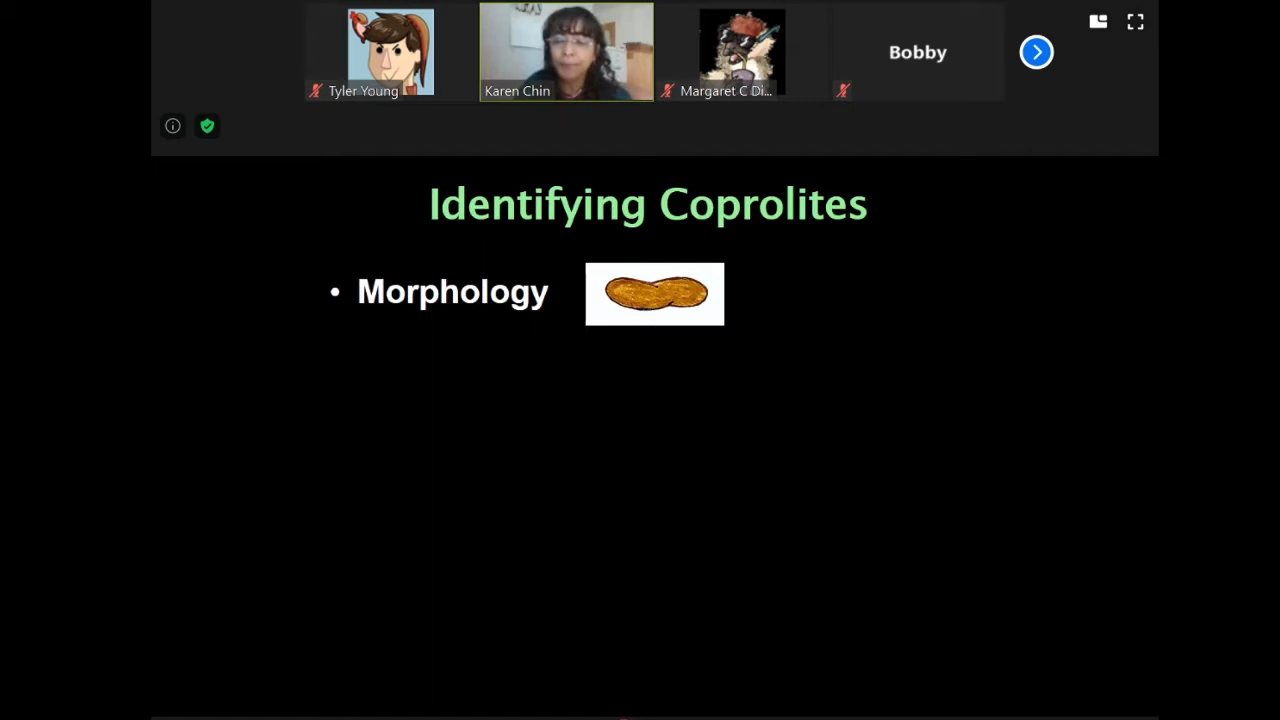 Tyler Young
Karen Chin
Margaret C Di...
Bobby
Identifying Coprolites
• Morphology